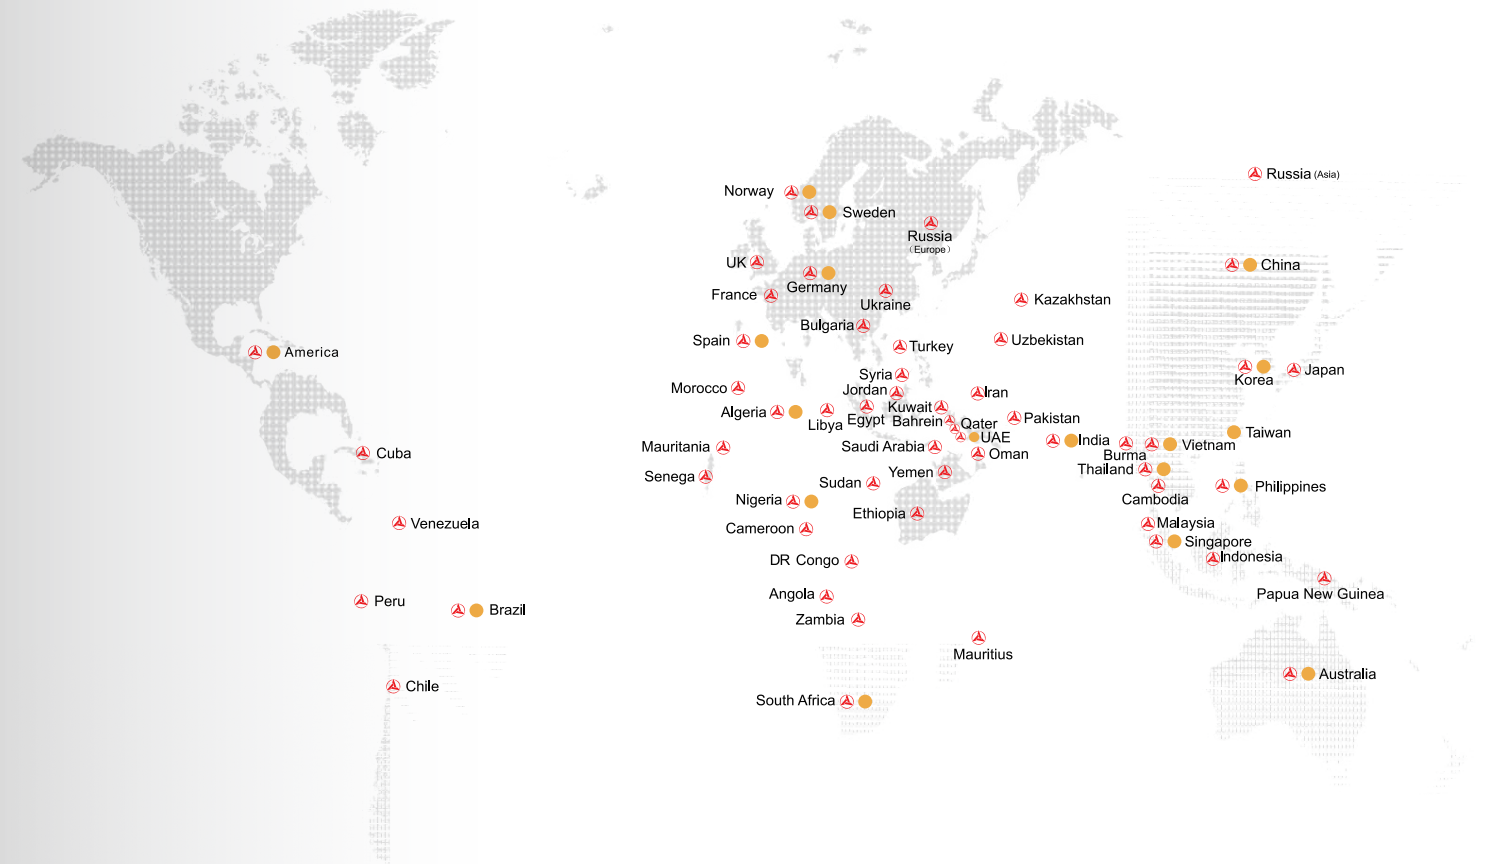 Russia (Asia)
Norway
Sweden
Russia
(Europe)
UK
China
Germany
France
Kazakhstan
Ukraine
Bulgaria
Spain
Uzbekistan
Turkey
America
Japan
Syria
Korea
Morocco
Jordan
Iran
Algeria
Kuwait
Libya
Egypt
Bahrein
Qater
Pakistan
Taiwan
UAE
India
Vietnam
Mauritania
Saudi Arabia
Cuba
Oman
Burma
Thailand
Senega
Yemen
Sudan
Philippines
Nigeria
Cambodia
Ethiopia
Venezuela
Malaysia
Cameroon
Singapore
Indonesia
DR Congo
Angola
Papua New Guinea
Peru
Brazil
Zambia
Mauritius
Australia
Chile
South Africa